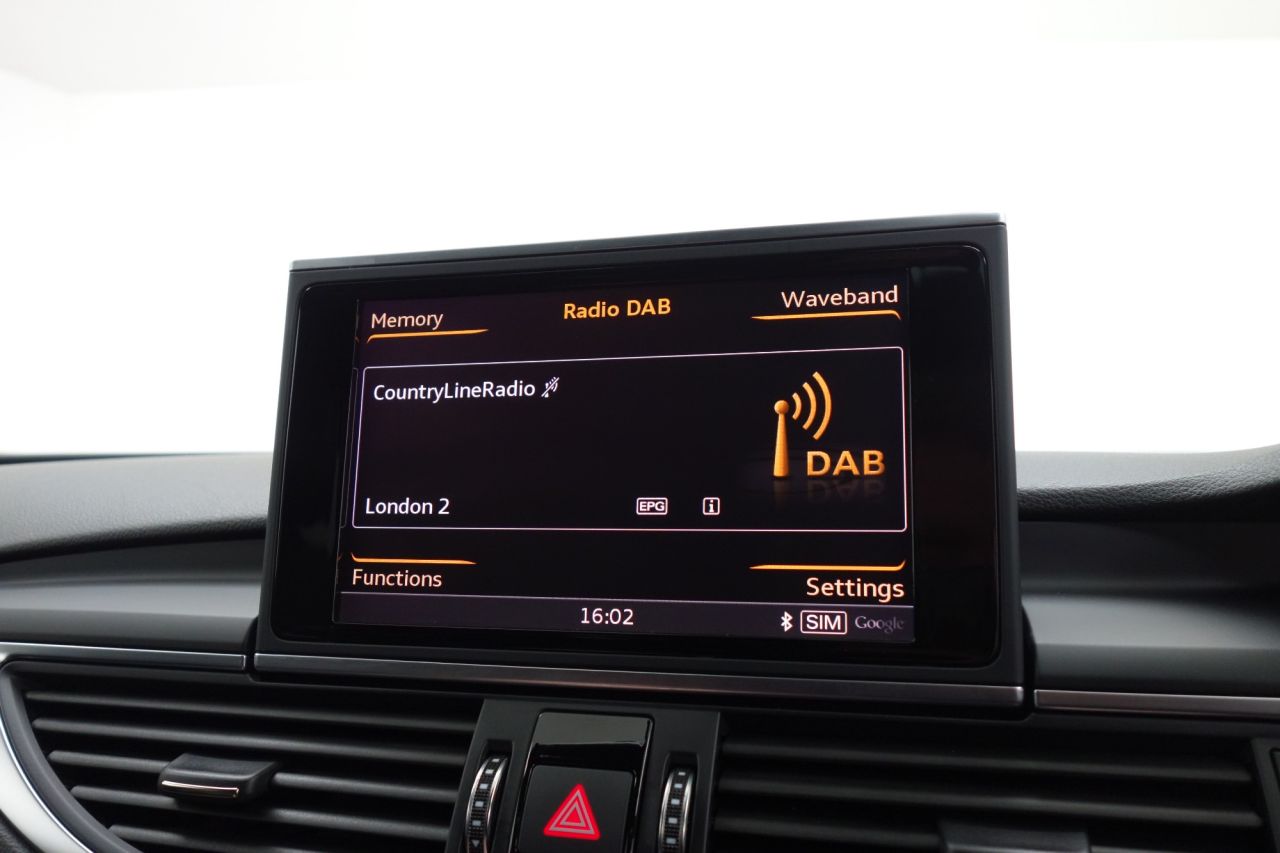 Memory
Radio DAB
Waveband
CountryLineRadio
DAB
London 2
EPG
i
Functions
Settings
16:02
SIM
Google